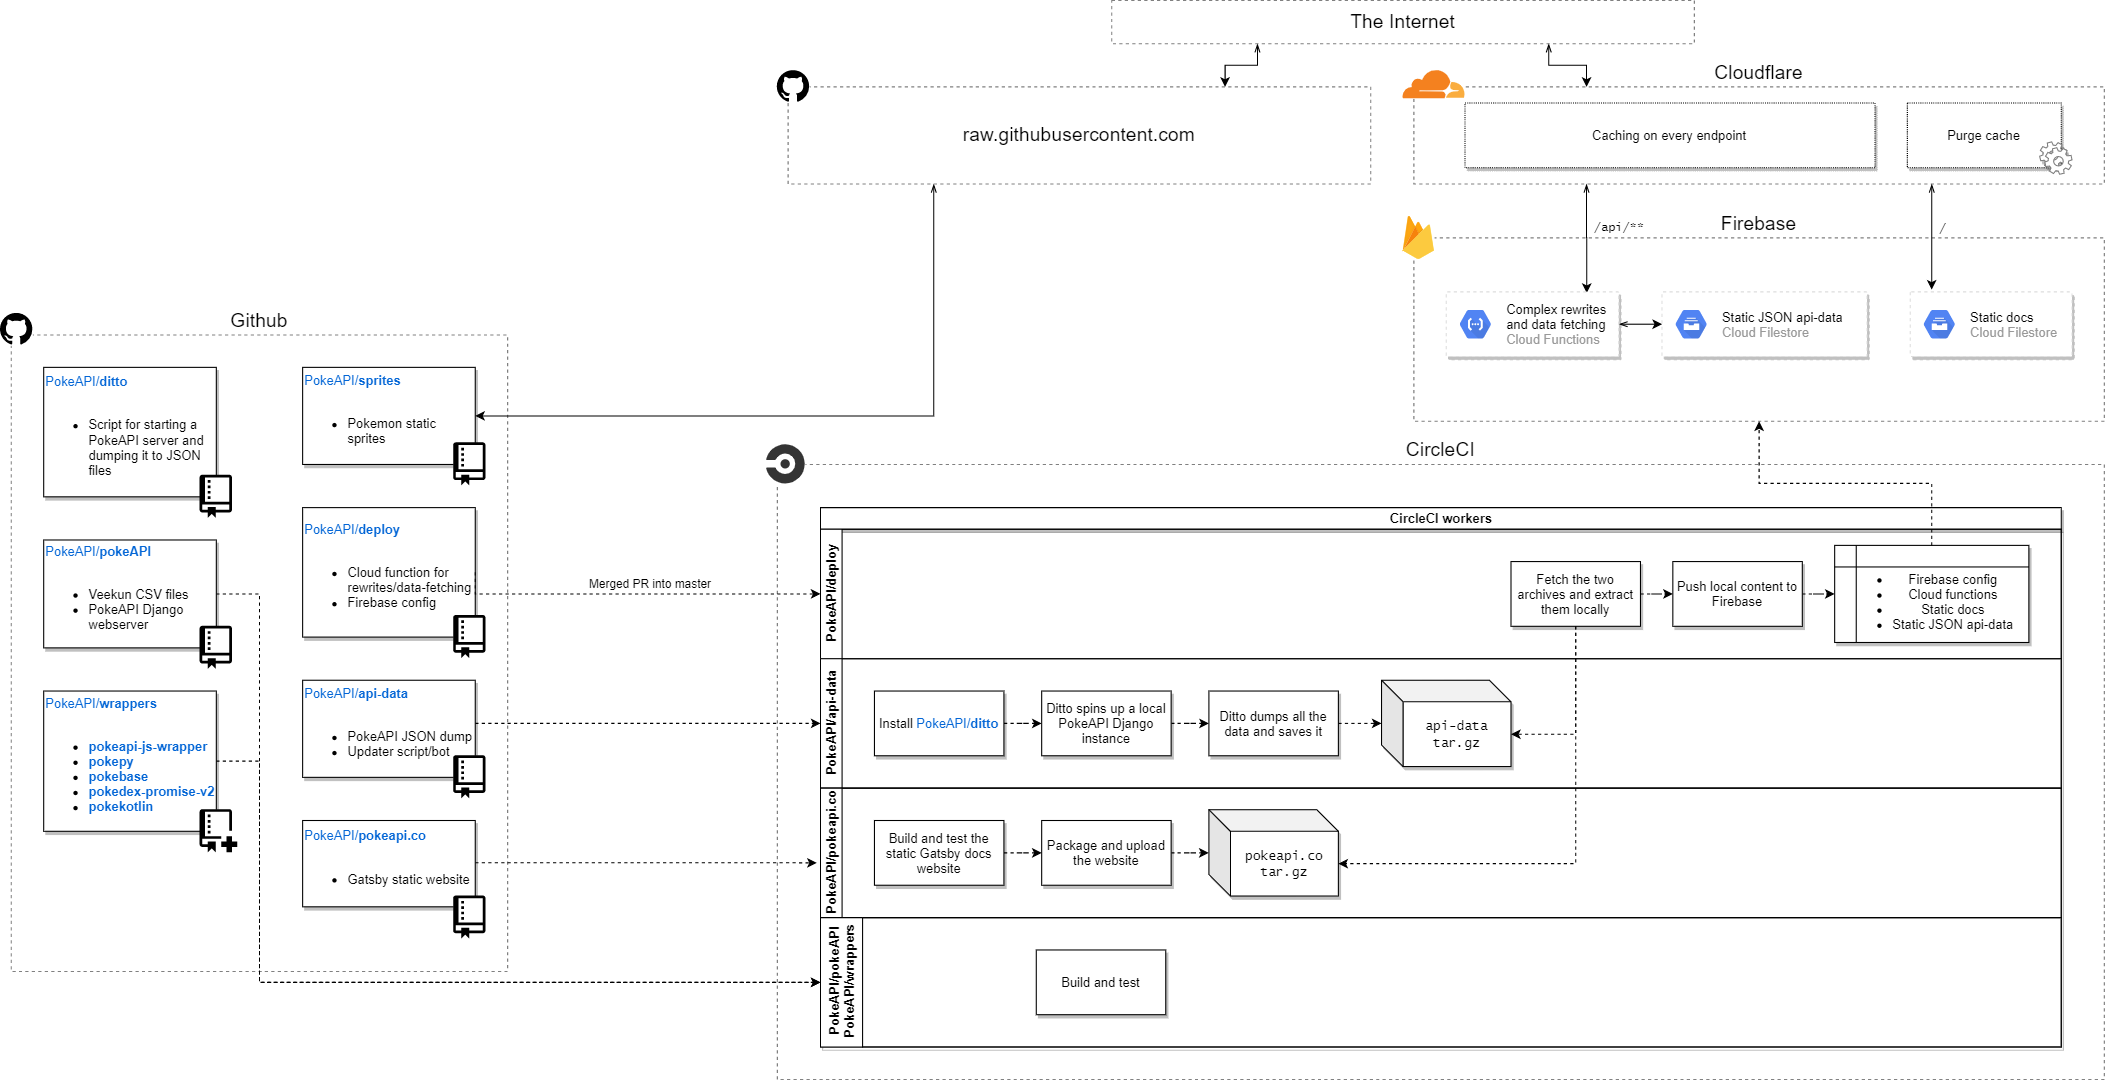 The Internet
raw.githubusercontent.com
Cloudflare
Caching on every endpoint
Purge cache
/api/**
/
Firebase
Complex rewrites
and data fetching
Cloud Functions
Static JSON api-data
Cloud Filestore
Static docs
Cloud Filestore
Github
PokeAPI/ditto
Script for starting a
PokeAPI server and
dumping it to JSON
files
PokeAPI/sprites
Pokemon static
sprites
PokeAPI/pokeAPI
Veekun CSV files
PokeAPI Django
webserver
PokeAPI/deploy
Cloud function for
rewrites/data-fetching
Firebase config
PokeAPI/wrappers
pokeapi-js-wrapper
pokepy
pokebase
pokedex-promise-v2
pokekotlin
PokeAPI/api-data
PokeAPI JSON dump
Updater script/bot
PokeAPI/pokeapi.co
Gatsby static website
Merged PR into master
CircleCI
CircleCI workers
PokeAPI/deploy
Fetch the two
archives and extract
them locally
Push local content to
Firebase
Firebase config
Cloud functions
Static docs
Static JSON api-data
PokeAPI/api-data
Install PokeAPI/ditto
Ditto spins up a local
PokeAPI Django
instance
Ditto dumps all the
data and saves it
api-data
tar.gz
PokeAPI/pokeapi.co
Build and test the
static Gatsby docs
website
Package and upload
the website
pokeapi.co
tar.gz
PokeAPI/pokeAPI
PokeAPI/wrappers
Build and test